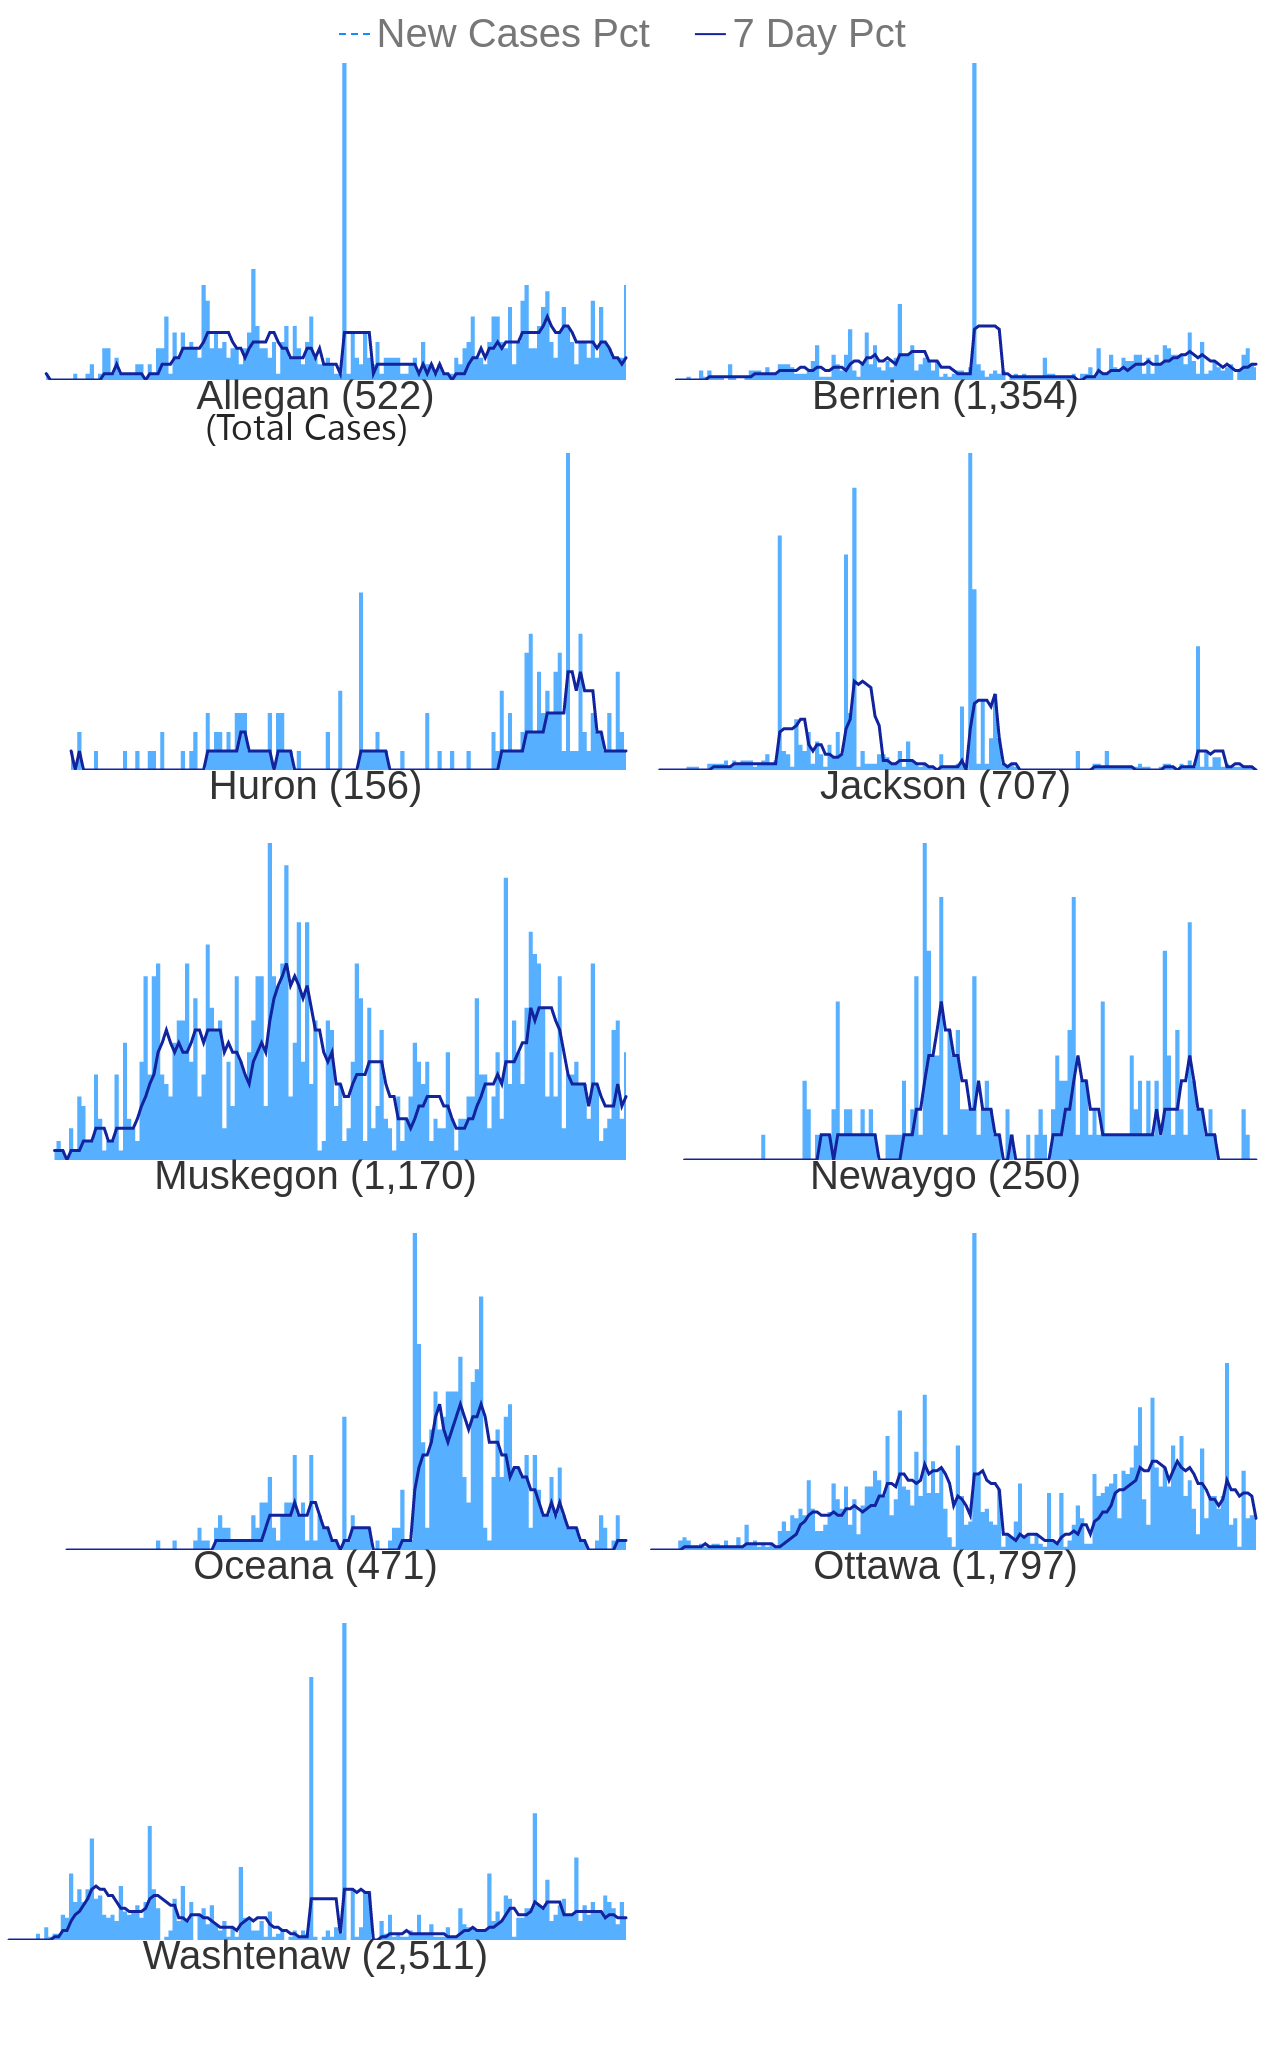 New Cases Pct 7 Day Pct
Allegan (522) Berrien (1,354)
(Total Cases)
Huron (156) Jackson (707)
Muskegon (1,170) Newaygo (250)
Oceana (471) Ottawa (1,797)
Washtenaw (2,511)